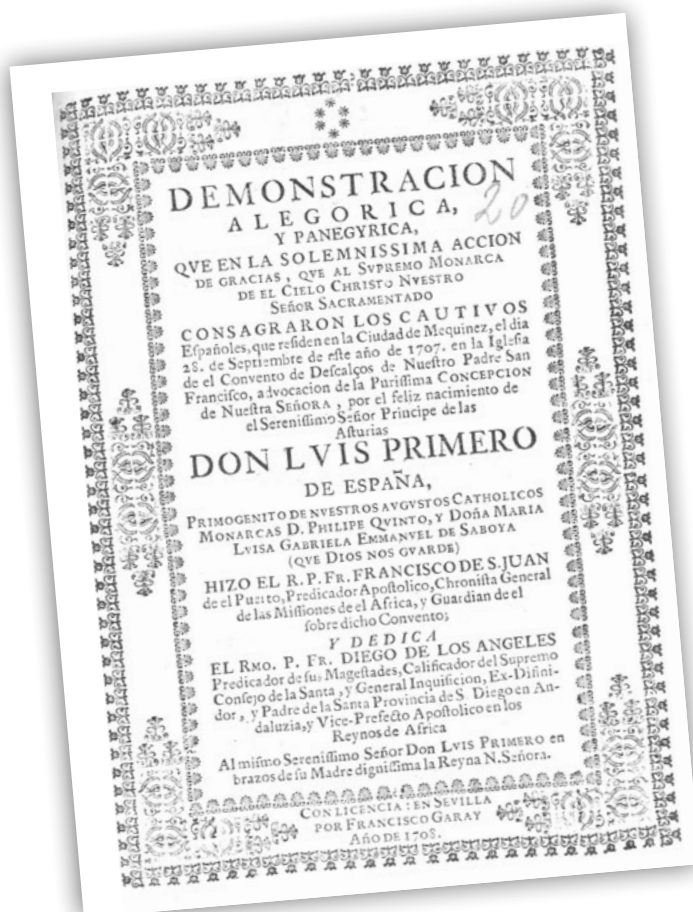 DEMONSTRACION
ALEGORICA,
20
Y PANEGYRICA,
QVE EN LA SOLEMNISSIMA ACCION
DE GRACIAS, QVE AL SVPREMO MONARCA
DE EL CIELO CHRISTO NVESTRO
SEÑOR SACRAMENTADO
CONSAGRARON LOS CAUTIVOS
Eſpañoles, que reſiden en la Ciudad de Mequinez, el dia
28. de Septiembre de eſte año de 1707. en la Igleſia
de el Convento de Deſcalços de Nueſtro Padre San
Franciſco, advocacion de la Puriſſima CONCEPCION
de Nueſtra SEÑORA, por el feliz nacimiento de
el Sereniſſimo Señor Principe de las
Aſturias
DON LVIS PRIMERO
DE ESPAÑA,
PRIMOGENITO DE NVESTROS AVGVSTOS CATHOLICOS
MONARCAS D. PHILIPE QVINTO, Y DOÑA MARIA
LVISA GABRIELA EMMANVEL DE SABOYA
(QVE DIOS NOS GVARDE)
HIZO EL R. P. FR. FRANCISCO DE S. JUAN
de el Puerto, Predicador Apoſtolico, Chroniſta General
de las Miſſiones de el Africa, y Guardian de el
ſobre dicho Convento;
Y DEDICA
EL RMO. P. FR. DIEGO DE LOS ANGELES
Predicador de ſus Mageſtades, Calificador del Supremo
Conſejo de la Santa, y General Inquiſicion, Ex-Difini-
dor, y Padre de la Santa Provincia de S. Diego en An-
daluzia, y Vice-Prefecto Apoſtolico en los
Reynos de Africa
Al miſmo Sereniſſimo Señor DON LVIS PRIMERO en
brazos de ſu Madre digniſſima la Reyna N. Señora.
CON LICENCIA: EN SEVILLA
POR FRANCISCO GARAY
AÑO DE 1708.